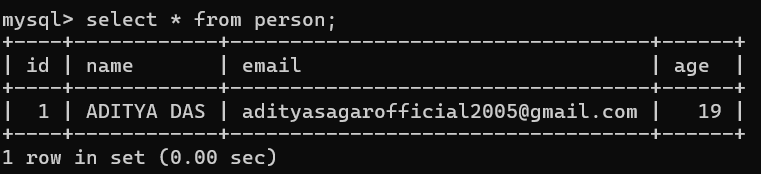 mysql> select * from person;
+----+------------+----------------------------------+------+
| id | name       | email                            | age  |
+----+------------+----------------------------------+------+
|  1 | ADITYA DAS | adityasagarofficial2005@gmail.com |   19 |
+----+------------+----------------------------------+------+
1 row in set (0.00 sec)